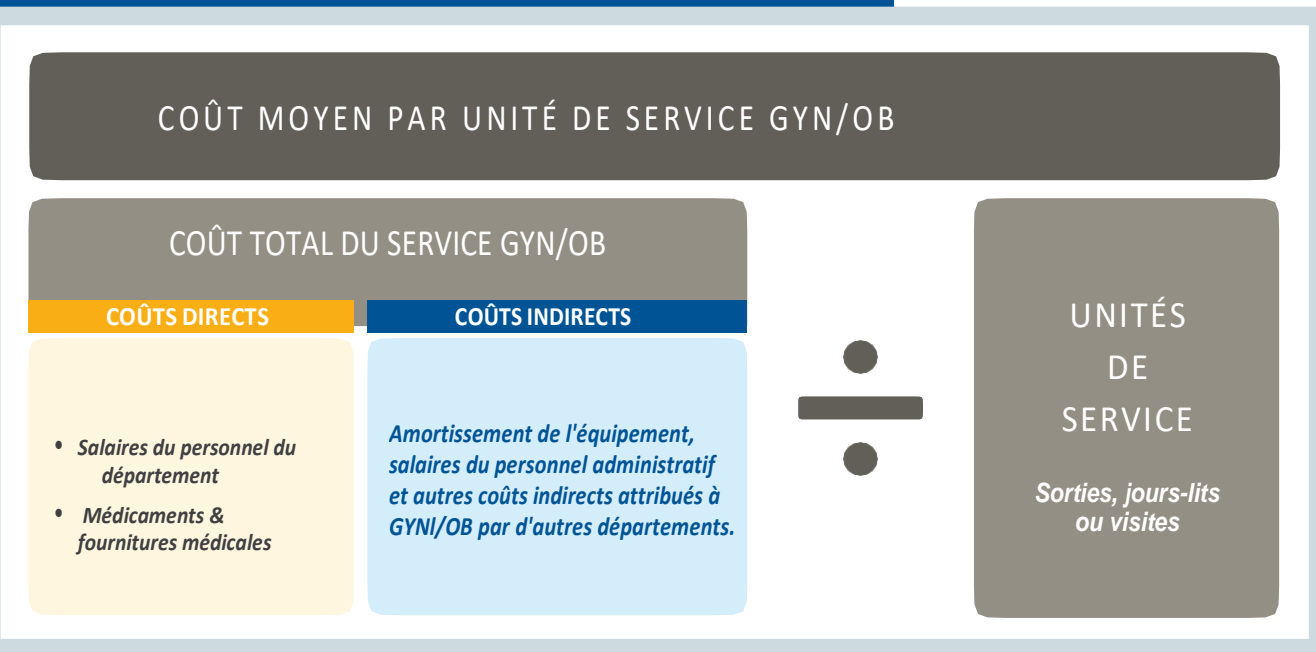 COÛT MOYEN PAR UNITÉ DE SERVICE GYN/OB
COÛT TOTAL DU SERVICE GYN/OB
COÛTS DIRECTS
• Salaires du personnel du
département
• Médicaments &
fournitures médicales
COÛTS INDIRECTS
Amortissement de l'équipement,
salaires du personnel administratif
et autres coûts indirects attribués à
GYNI/OB par d'autres départements.
UNITÉS
DE
SERVICE
Sorties, jours-lits
ou visites